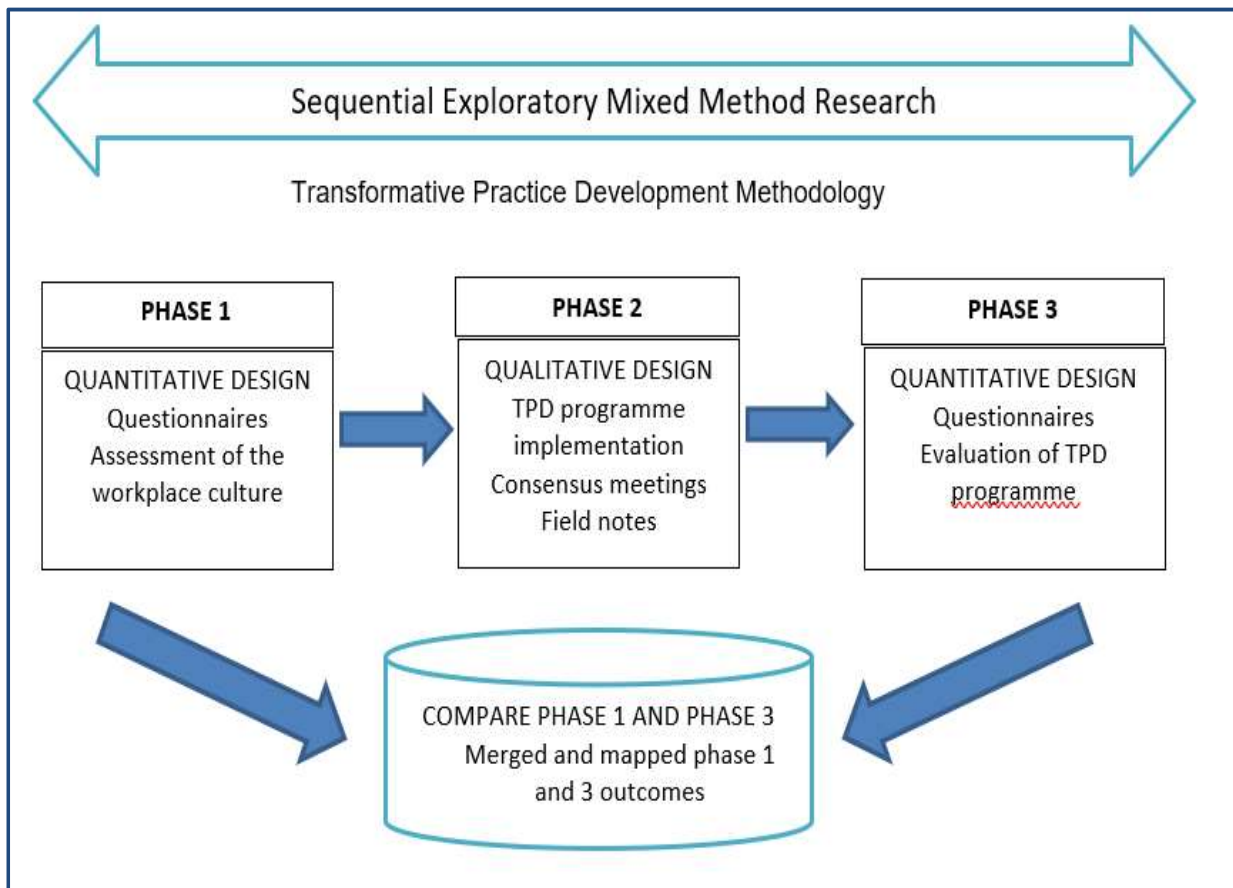 Sequential Exploratory Mixed Method Research
Transformative Practice Development Methodology
PHASE 1
QUANTITATIVE DESIGN
Questionnaires
Assessment of the
workplace culture
PHASE 2
QUALITATIVE DESIGN
TPD programme
implementation
Consensus meetings
Field notes
PHASE 3
QUANTITATIVE DESIGN
Questionnaires
Evaluation of TPD
programme
COMPARE PHASE 1 AND PHASE 3
Merged and mapped phase 1
and 3 outcomes